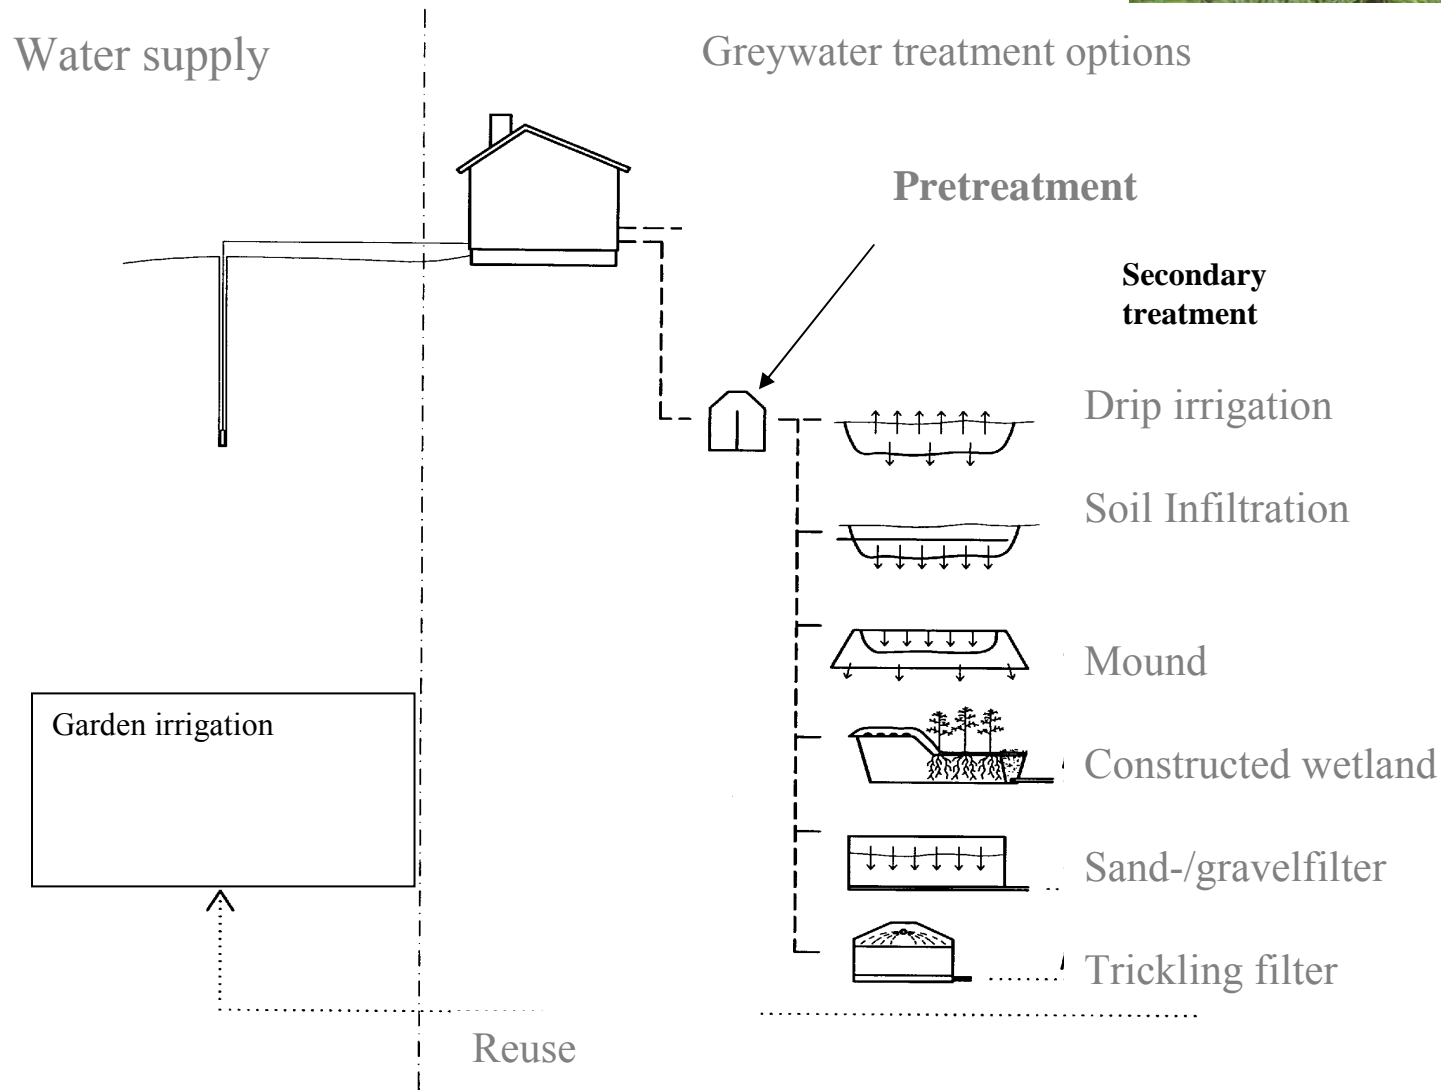 Water supply
Greywater treatment options
Pretreatment
Secondary
treatment
Drip irrigation
Soil Infiltration
Mound
Garden irrigation
Constructed wetland
Sand-/gravelfilter
Trickling filter
Reuse